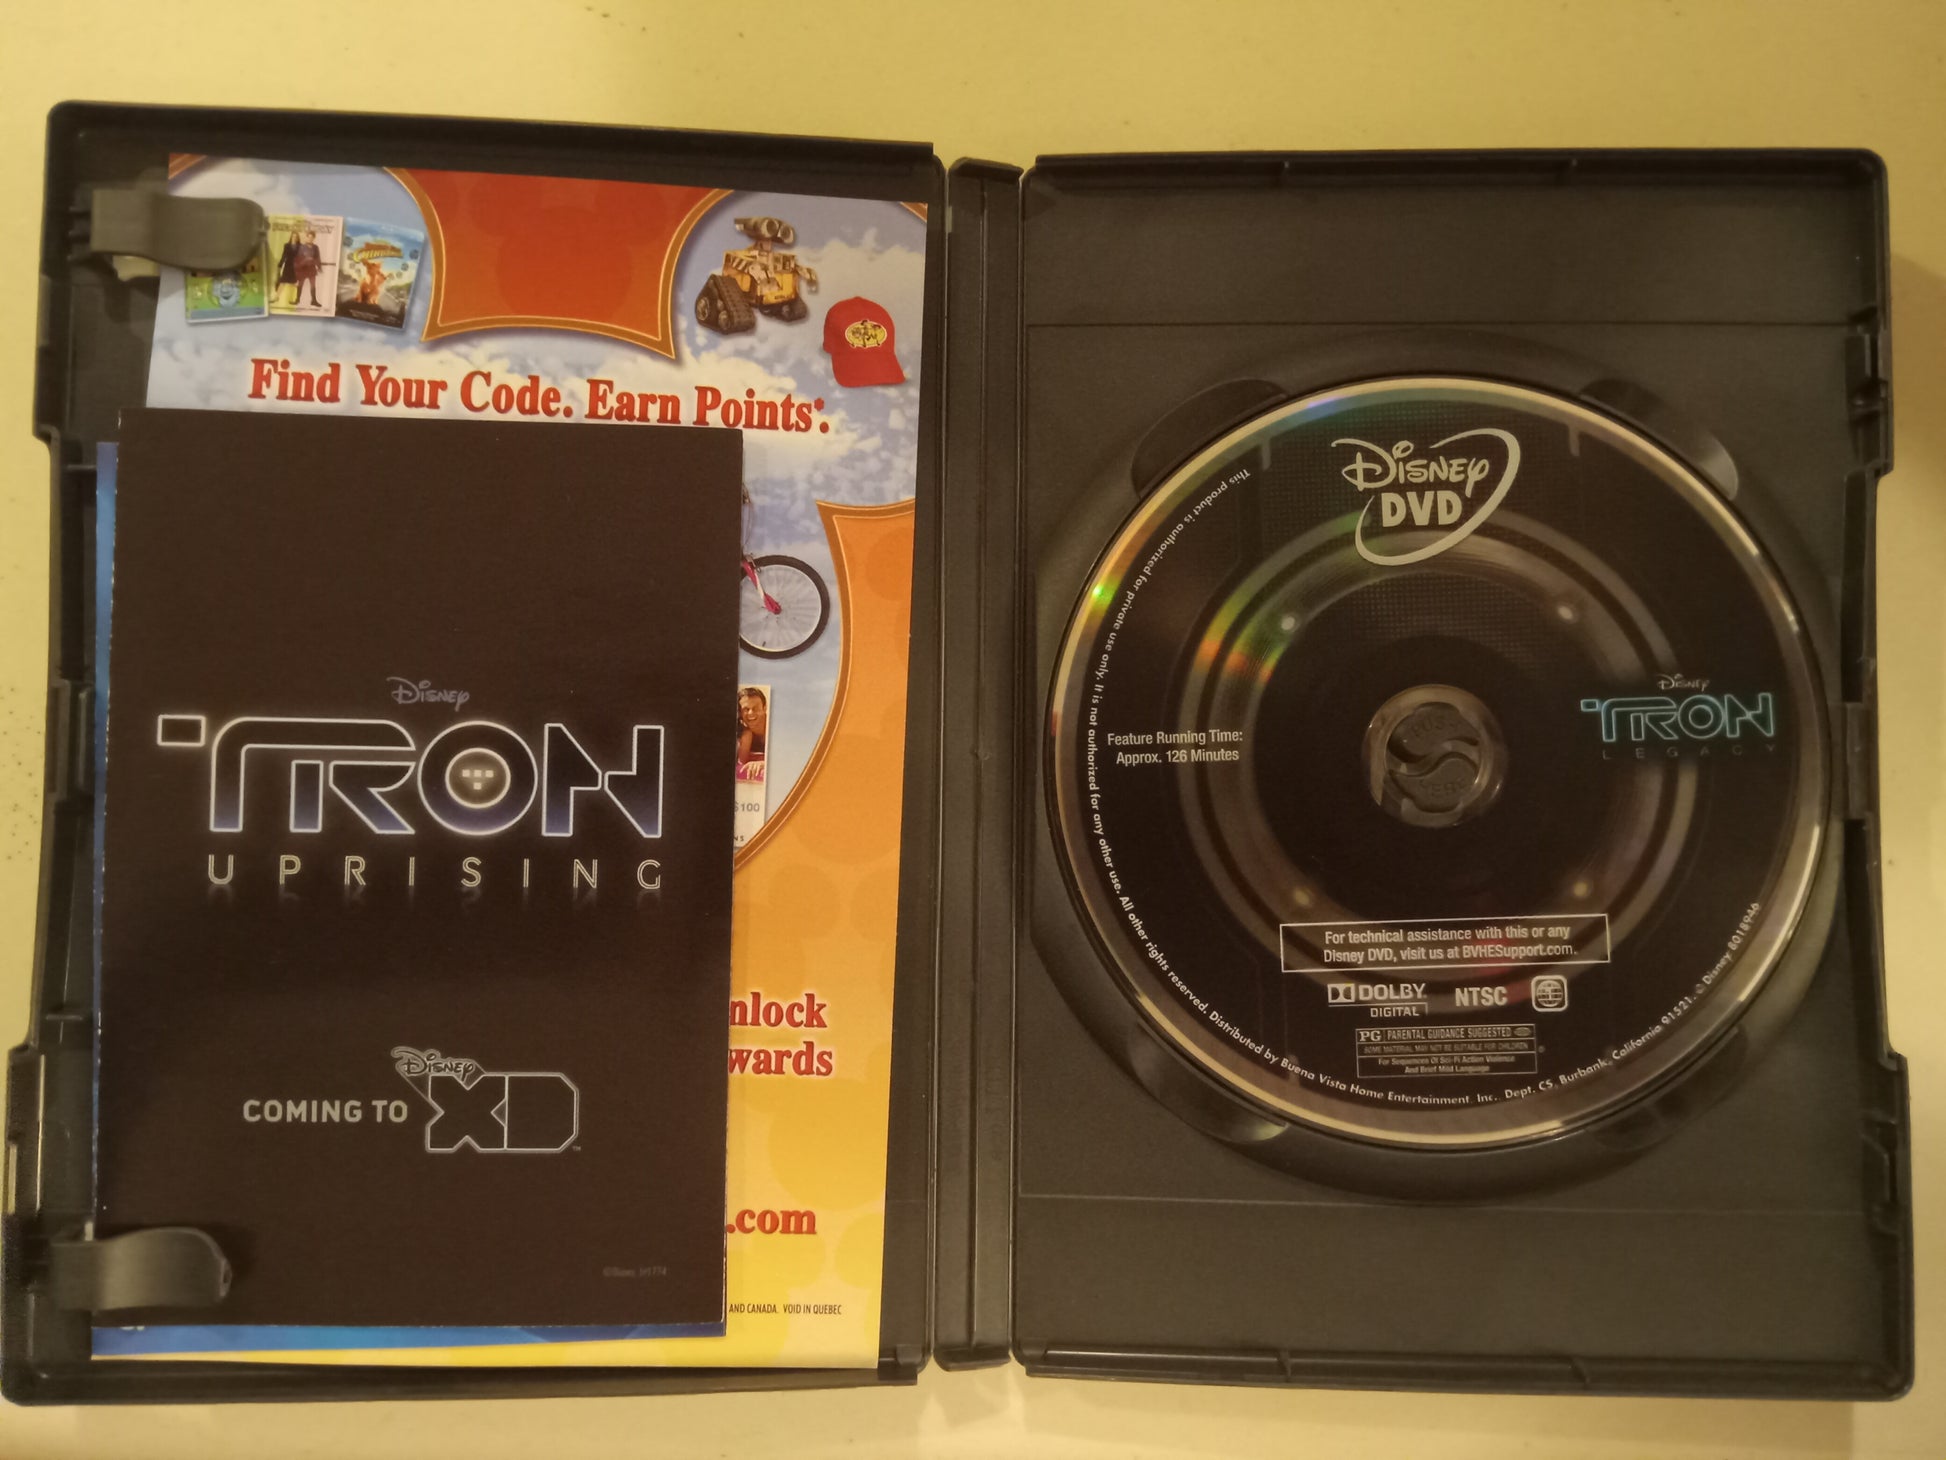 Find Your Code. Earn Points*.
$100
nlock
wards
.com
AND CANADA. VOID IN QUEBEC
Disney
TRON
UPRISING
COMING TO Disney XD™
Disney
DVD
Disney
TRON
LEGACY
Feature Running Time:
Approx. 126 Minutes
For technical assistance with this or any
Disney DVD, visit us at BVHESupport.com.
DOLBY
DIGITAL
NTSC
PG PARENTAL GUIDANCE SUGGESTED
SOME MATERIAL MAY NOT BE SUITABLE FOR CHILDREN
For Sequences Of Sci-Fi Action Violence
And Brief Mild Language
This product is authorized for private use only. It is not authorized for any other use. All other rights reserved. Distributed by Buena Vista Home Entertainment, Inc., Dept. CS, Burbank, California 91521. © Disney 8018946